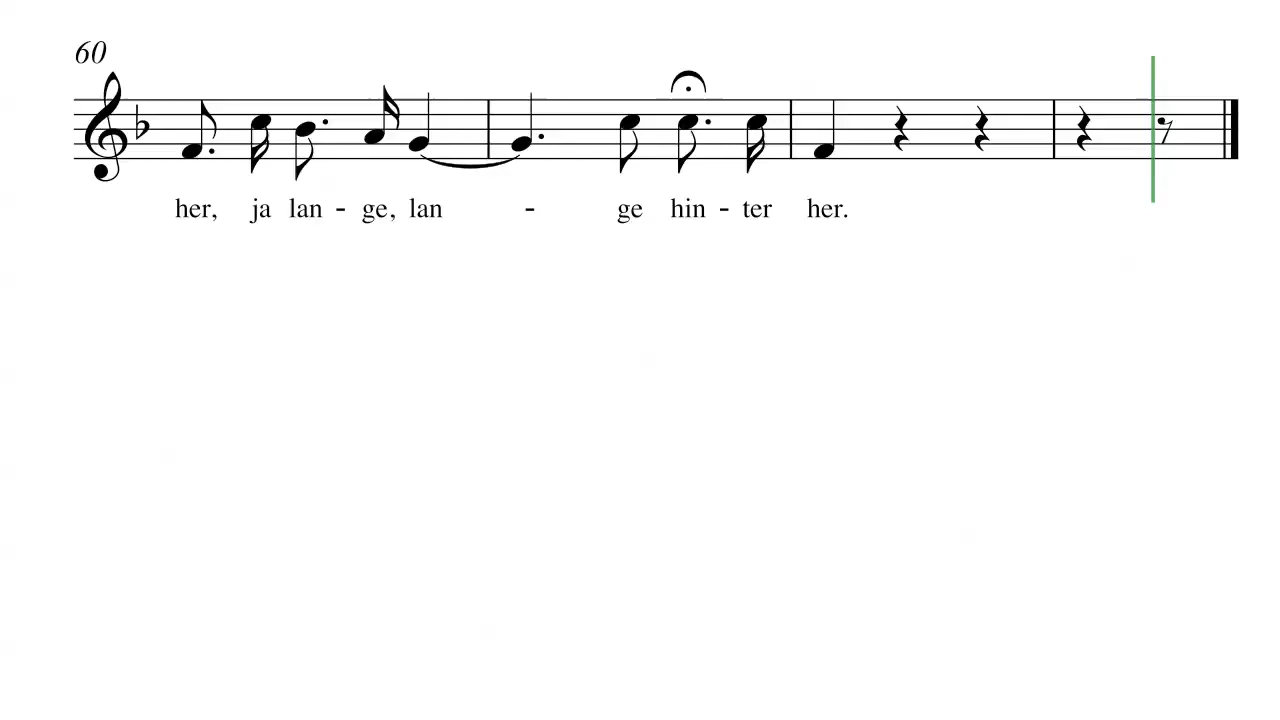 60
her, ja lan - ge, lan - ge hin - ter her.